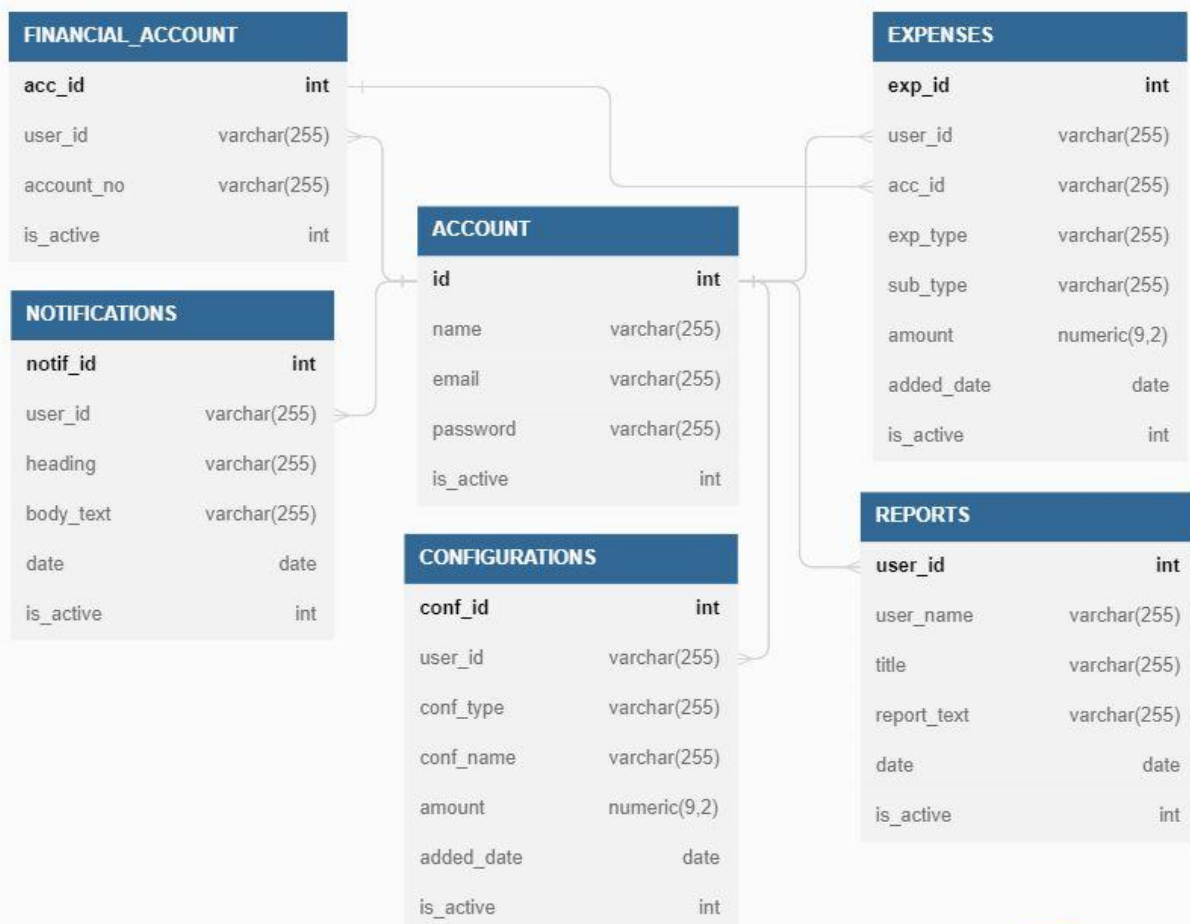 FINANCIAL_ACCOUNT
acc_id int
user_id varchar(255)
account_no varchar(255)
is_active int
NOTIFICATIONS
notif_id int
user_id varchar(255)
heading varchar(255)
body_text varchar(255)
date date
is_active int
ACCOUNT
id int
name varchar(255)
email varchar(255)
password varchar(255)
is_active int
CONFIGURATIONS
conf_id int
user_id varchar(255)
conf_type varchar(255)
conf_name varchar(255)
amount numeric(9,2)
added_date date
is_active int
EXPENSES
exp_id int
user_id varchar(255)
acc_id varchar(255)
exp_type varchar(255)
sub_type varchar(255)
amount numeric(9,2)
added_date date
is_active int
REPORTS
user_id int
user_name varchar(255)
title varchar(255)
report_text varchar(255)
date date
is_active int